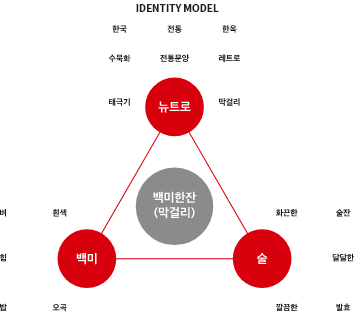 IDENTITY MODEL
한국 전통 한옥
수묵화 전통문양 레트로
태극기 막걸리
뉴트로
백미한잔
(막걸리)
벼 흰색 화끈한 술잔
힘 백미 술 달달한
밥 오곡 깔끔한 발효